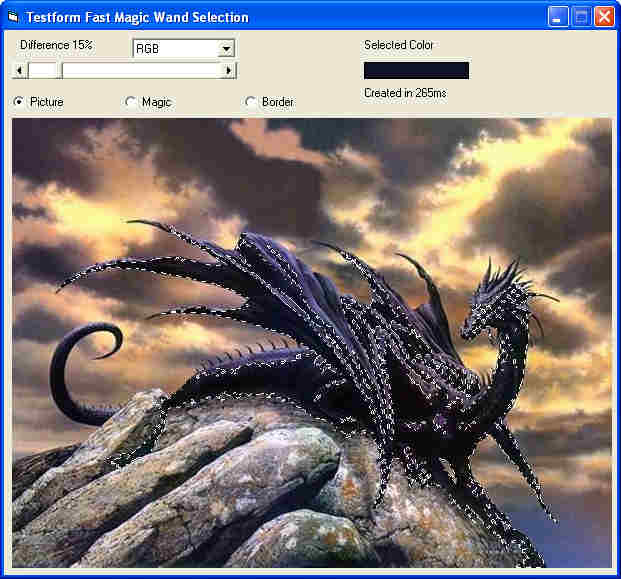 Testform Fast Magic Wand Selection
Difference 15%
RGB
Selected Color
Created in 265ms
Picture
Magic
Border